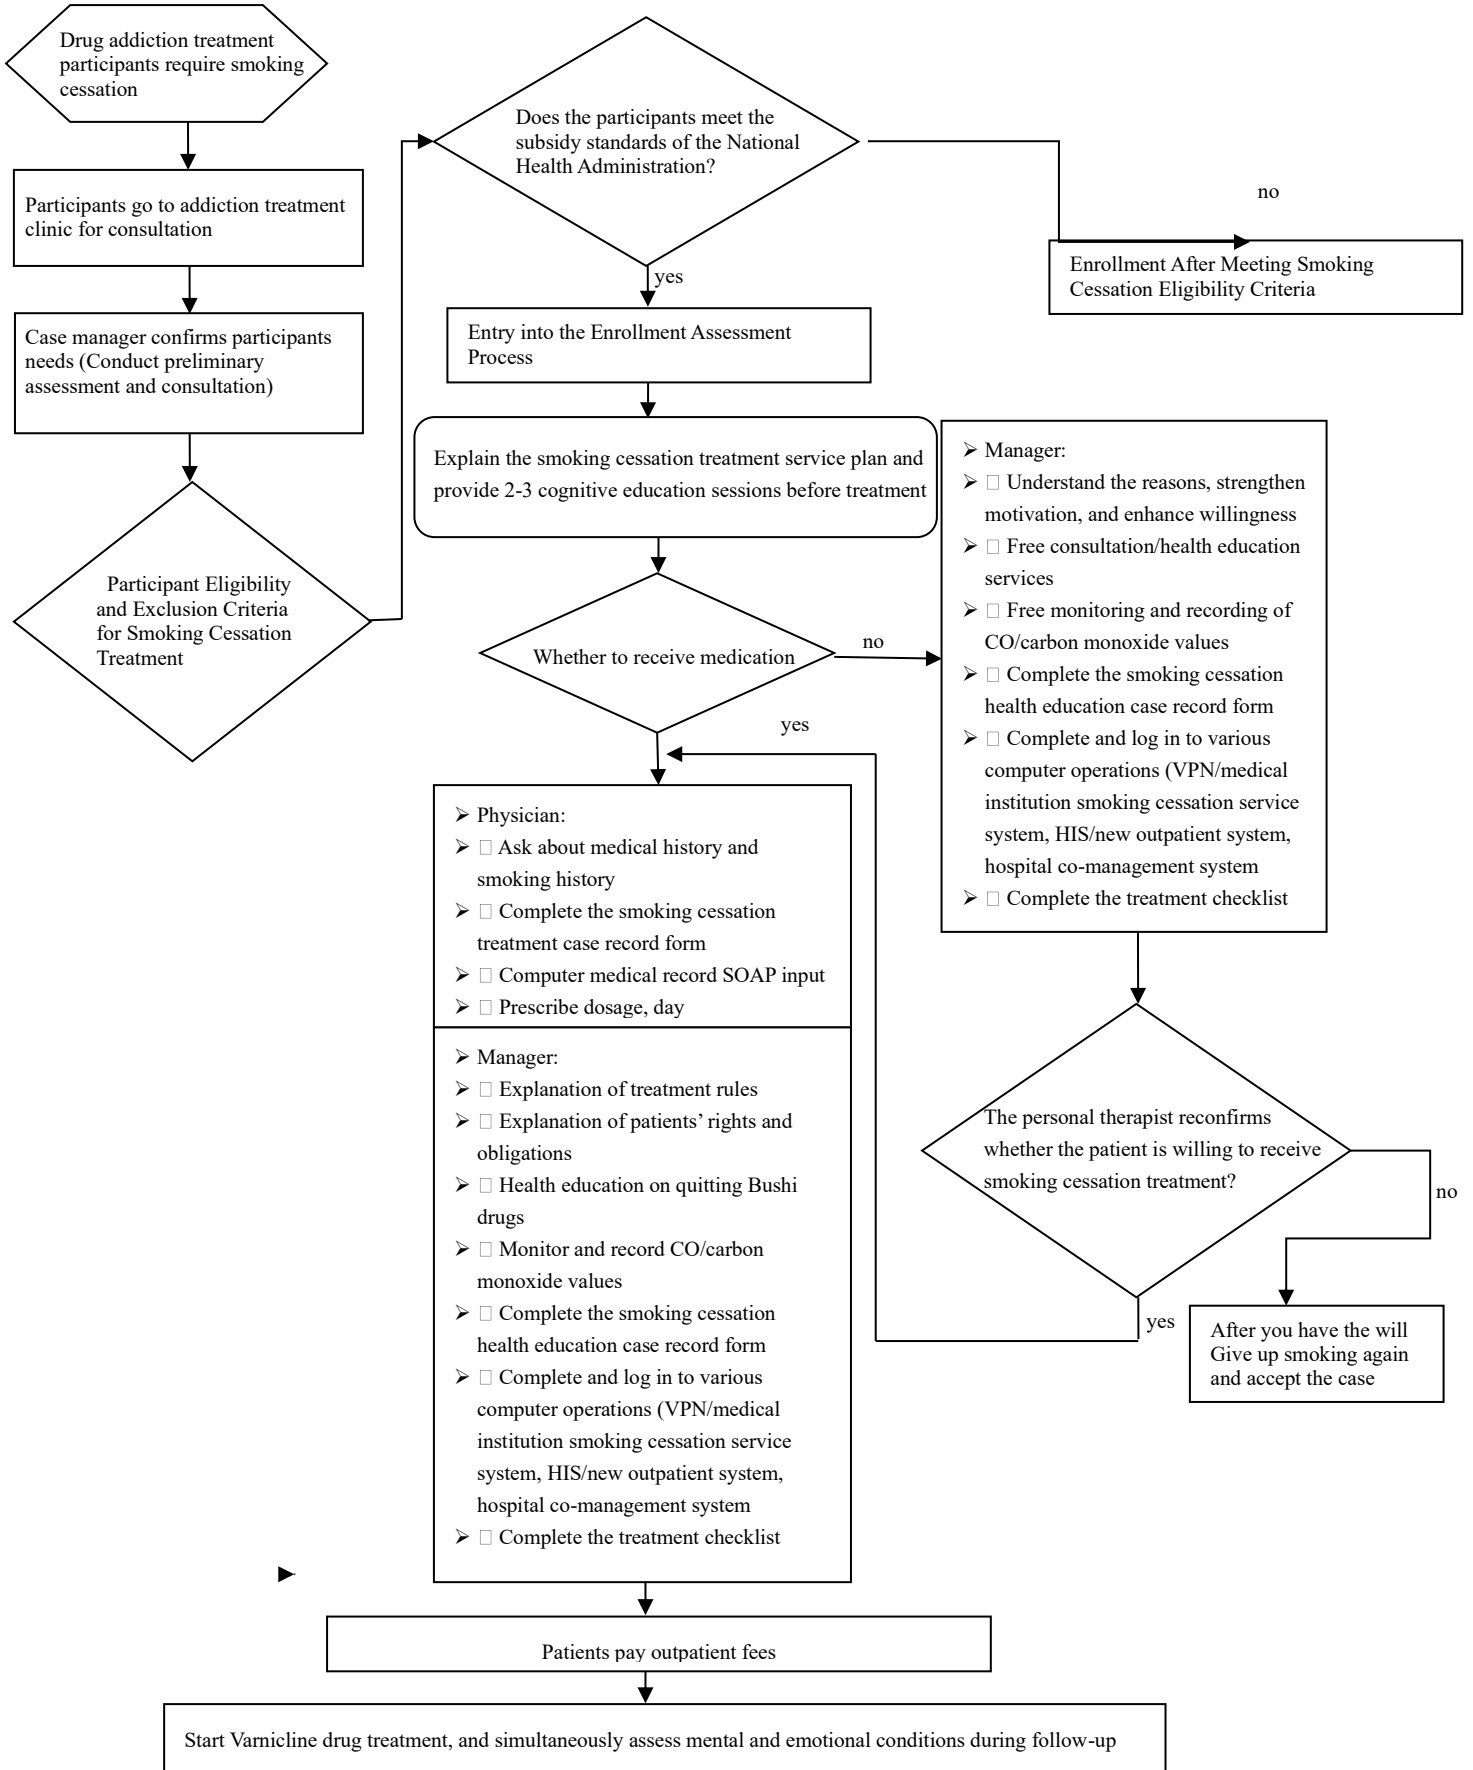 Drug addiction treatment
participants require smoking
cessation
Participants go to addiction treatment
clinic for consultation
Case manager confirms participants
needs (Conduct preliminary
assessment and consultation)
Participant Eligibility
and Exclusion Criteria
for Smoking Cessation
Treatment
Does the participants meet the
subsidy standards of the National
Health Administration?
no
Enrollment After Meeting Smoking
Cessation Eligibility Criteria
yes
Entry into the Enrollment Assessment
Process
Explain the smoking cessation treatment service plan and
provide 2-3 cognitive education sessions before treatment
Whether to receive medication
no
yes
➢ Manager:
➢ □ Understand the reasons, strengthen
motivation, and enhance willingness
➢ □ Free consultation/health education
services
➢ □ Free monitoring and recording of
CO/carbon monoxide values
➢ □ Complete the smoking cessation
health education case record form
➢ □ Complete and log in to various
computer operations (VPN/medical
institution smoking cessation service
system, HIS/new outpatient system,
hospital co-management system
➢ □ Complete the treatment checklist
➢ Physician:
➢ □ Ask about medical history and
smoking history
➢ □ Complete the smoking cessation
treatment case record form
➢ □ Computer medical record SOAP input
➢ □ Prescribe dosage, day
➢ Manager:
➢ □ Explanation of treatment rules
➢ □ Explanation of patients’ rights and
obligations
➢ □ Health education on quitting Bushi
drugs
➢ □ Monitor and record CO/carbon
monoxide values
➢ □ Complete the smoking cessation
health education case record form
➢ □ Complete and log in to various
computer operations (VPN/medical
institution smoking cessation service
system, HIS/new outpatient system,
hospital co-management system
➢ □ Complete the treatment checklist
The personal therapist reconfirms
whether the patient is willing to receive
smoking cessation treatment?
no
yes
After you have the will
Give up smoking again
and accept the case
Patients pay outpatient fees
Start Varnicline drug treatment, and simultaneously assess mental and emotional conditions during follow-up